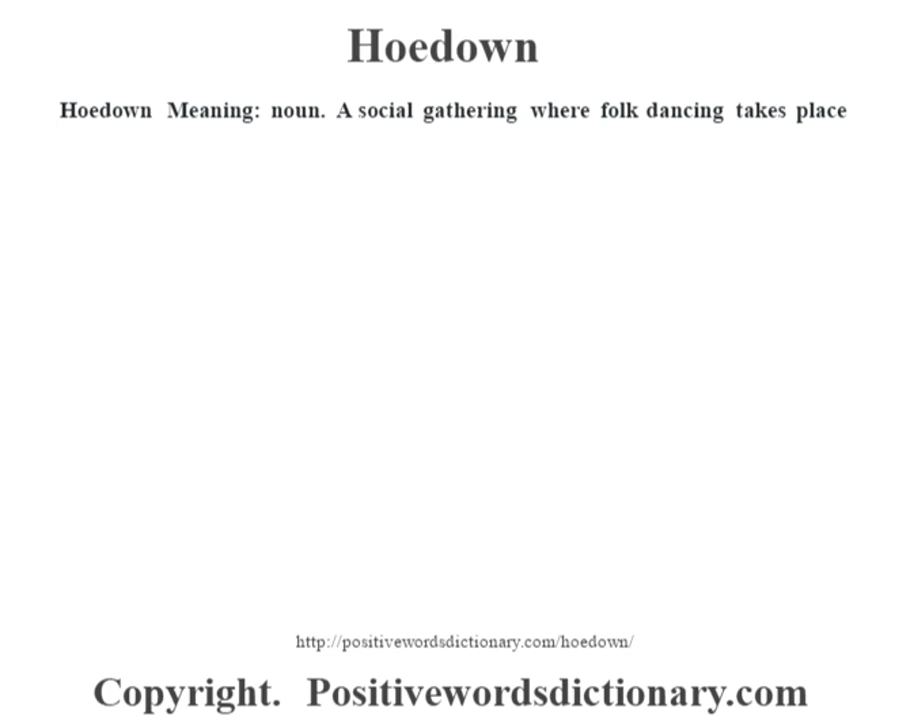 Hoedown
Hoedown Meaning: noun. A social gathering where folk dancing takes place
http://positivewordsdictionary.com/hoedown/
Copyright. Positivewordsdictionary.com